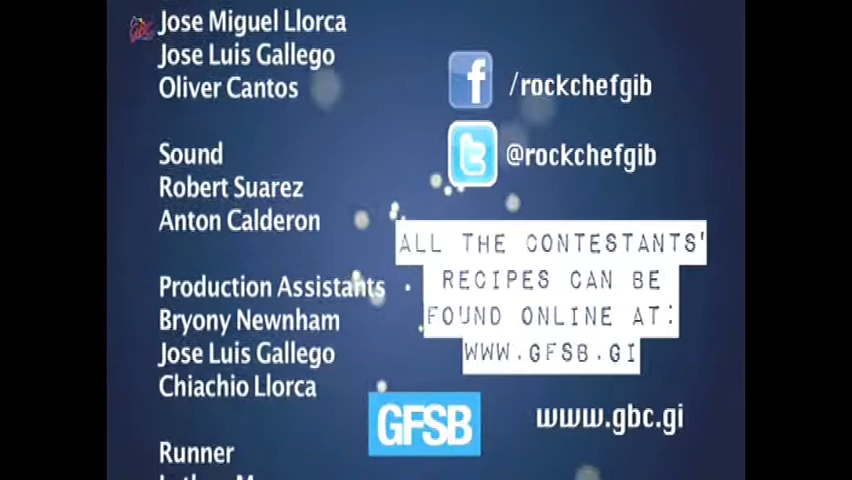 GBC
Jose Miguel Llorca
Jose Luis Gallego
Oliver Cantos
Sound
Robert Suarez
Anton Calderon
Production Assistants
Bryony Newnham
Jose Luis Gallego
Chiachio Llorca
Runner
f /rockchefgib
t @rockchefgib
ALL THE CONTESTANTS'
RECIPES CAN BE
FOUND ONLINE AT:
WWW.GFSB.GI
GFSB
www.gbc.gi